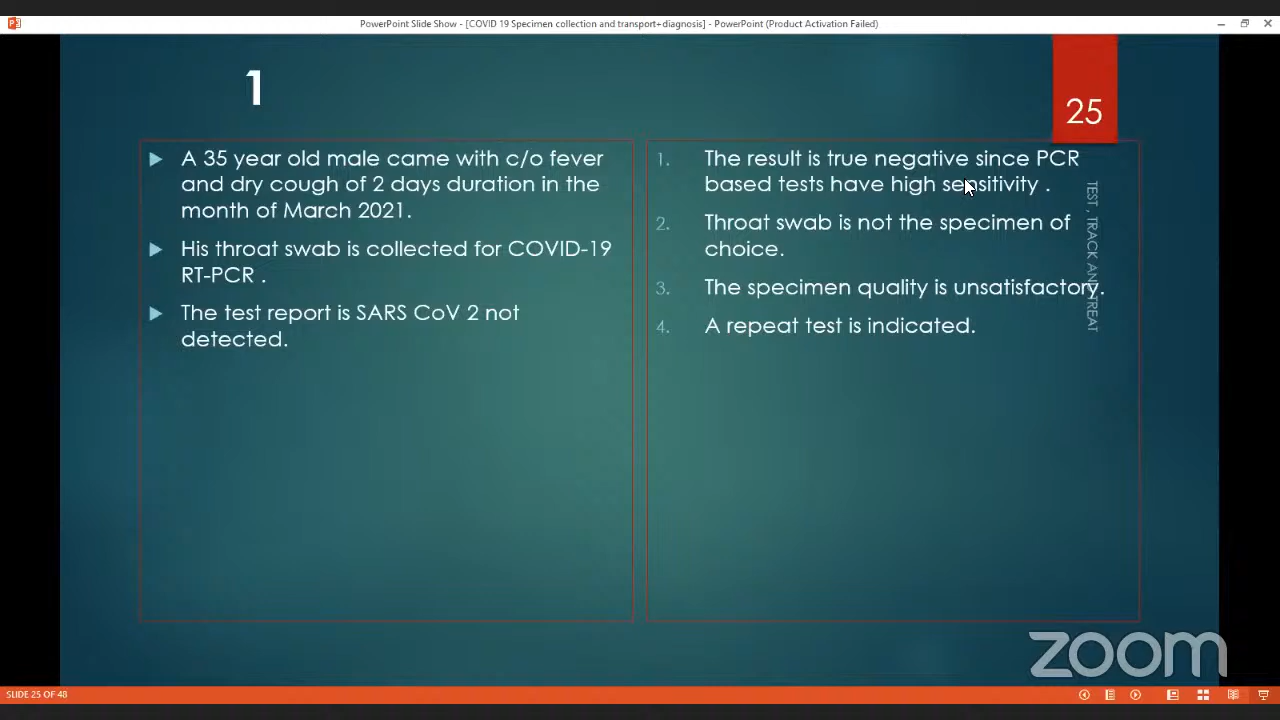 PowerPoint Slide Show - [COVID 19 Specimen collection and transport+diagnosis] - PowerPoint (Product Activation Failed)
1
25
A 35 year old male came with c/o fever
and dry cough of 2 days duration in the
month of March 2021.
His throat swab is collected for COVID-19
RT-PCR .
The test report is SARS CoV 2 not
detected.
1. The result is true negative since PCR
based tests have high sensitivity .
2. Throat swab is not the specimen of
choice.
3. The specimen quality is unsatisfactory.
4. A repeat test is indicated.
TEST , TRACK AND TREAT
zoom
SLIDE 25 OF 48